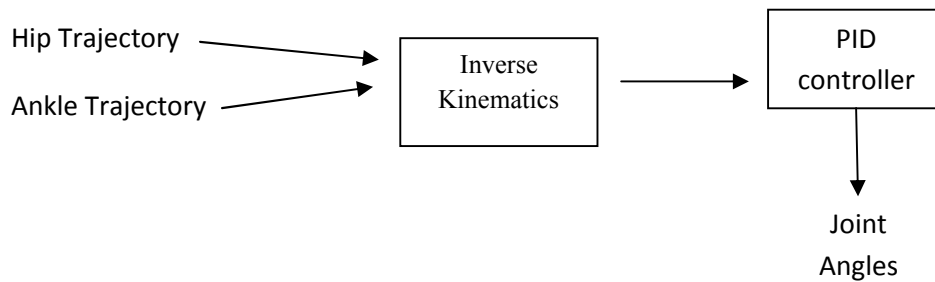 Hip Trajectory
Ankle Trajectory
Inverse
Kinematics
PID
controller
Joint
Angles